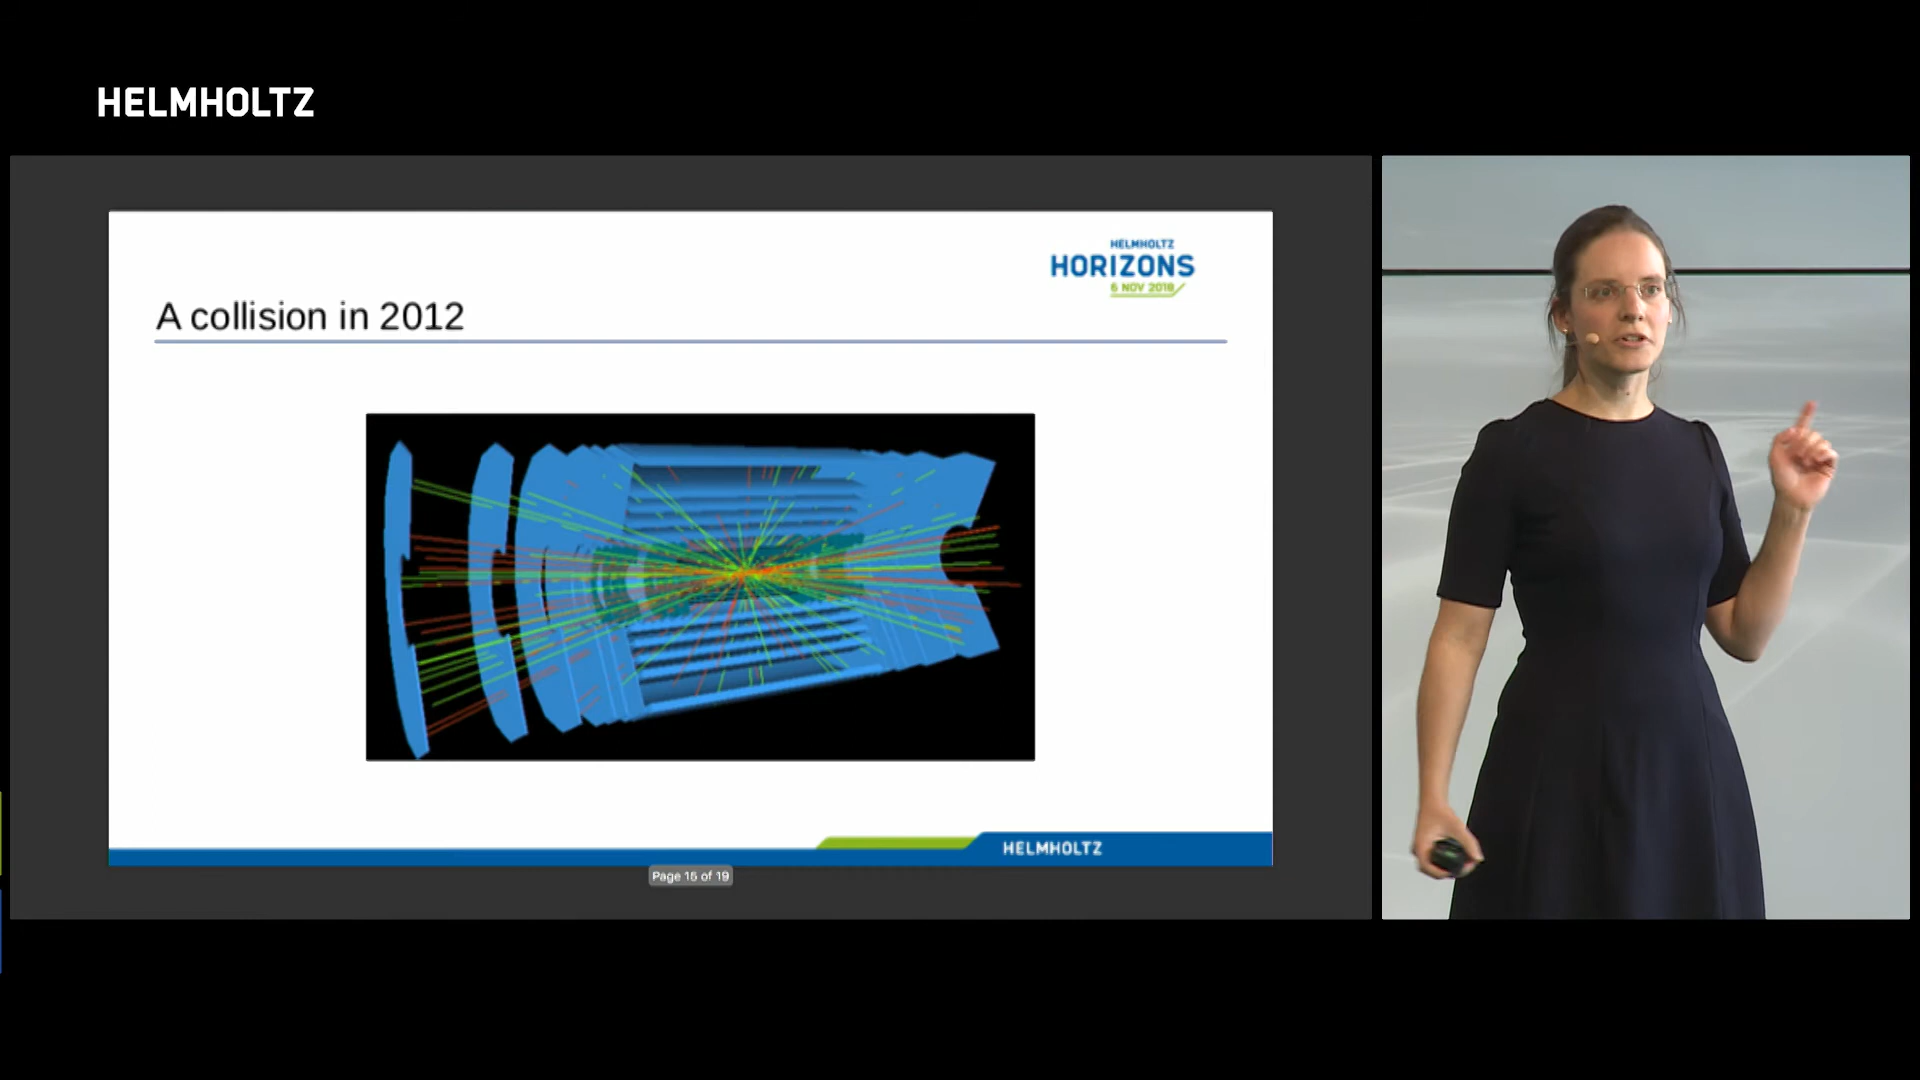 HELMHOLTZ
HELMHOLTZ
HORIZONS
6 NOV 2018
A collision in 2012
HELMHOLTZ
Page 15 of 19